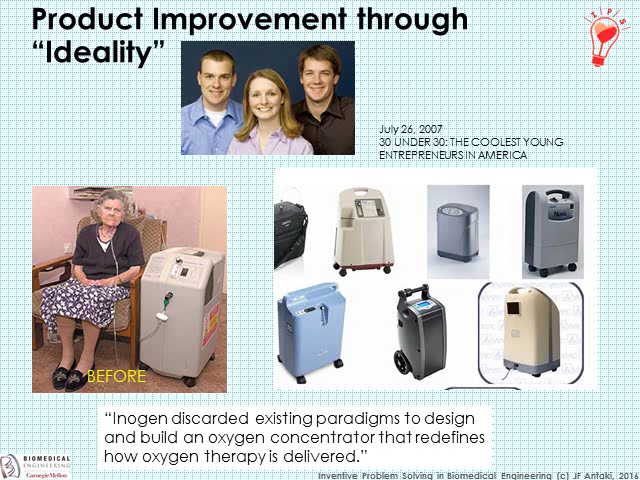 Product Improvement through
“Ideality”
I P S
July 26, 2007
30 UNDER 30: THE COOLEST YOUNG
ENTREPRENEURS IN AMERICA
BEFORE
“Inogen discarded existing paradigms to design
and build an oxygen concentrator that redefines
how oxygen therapy is delivered.”
BIOMEDICAL
ENGINEERING
Carnegie Mellon
Inventive Problem Solving in Biomedical Engineering (c) JF Antaki, 2016